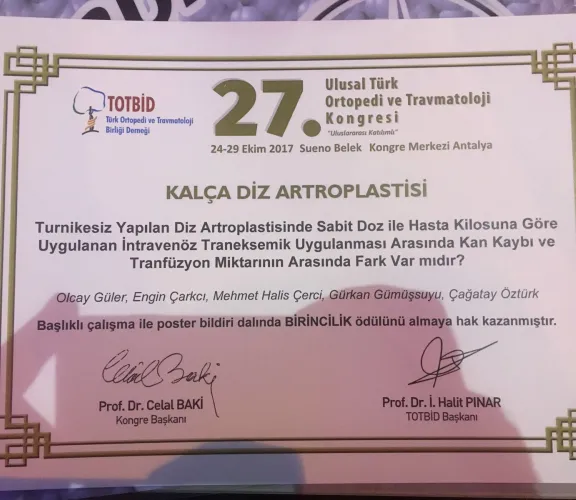 TOTBİD
Türk Ortopedi ve Travmatoloji
Birliği Derneği
27.
Ulusal Türk
Ortopedi ve Travmatoloji
Kongresi
"Uluslararası Katılımlı"
24-29 Ekim 2017 Sueno Belek Kongre Merkezi Antalya
KALÇA DİZ ARTROPLASTİSİ
Turnikesiz Yapılan Diz Artroplastisinde Sabit Doz ile Hasta Kilosuna Göre
Uygulanan İntravenöz Traneksemik Uygulanması Arasında Kan Kaybı ve
Tranfüzyon Miktarının Arasında Fark Var mıdır?
Olcay Güler, Engin Çarkcı, Mehmet Halis Çerci, Gürkan Gümüşsuyu, Çağatay Öztürk
Başlıklı çalışma ile poster bildiri dalında BİRİNCİLİK ödülünü almaya hak kazanmıştır.
Celal Baki
Prof. Dr. Celal BAKİ
Kongre Başkanı
Prof. Dr. İ. Halit PINAR
TOTBİD Başkanı